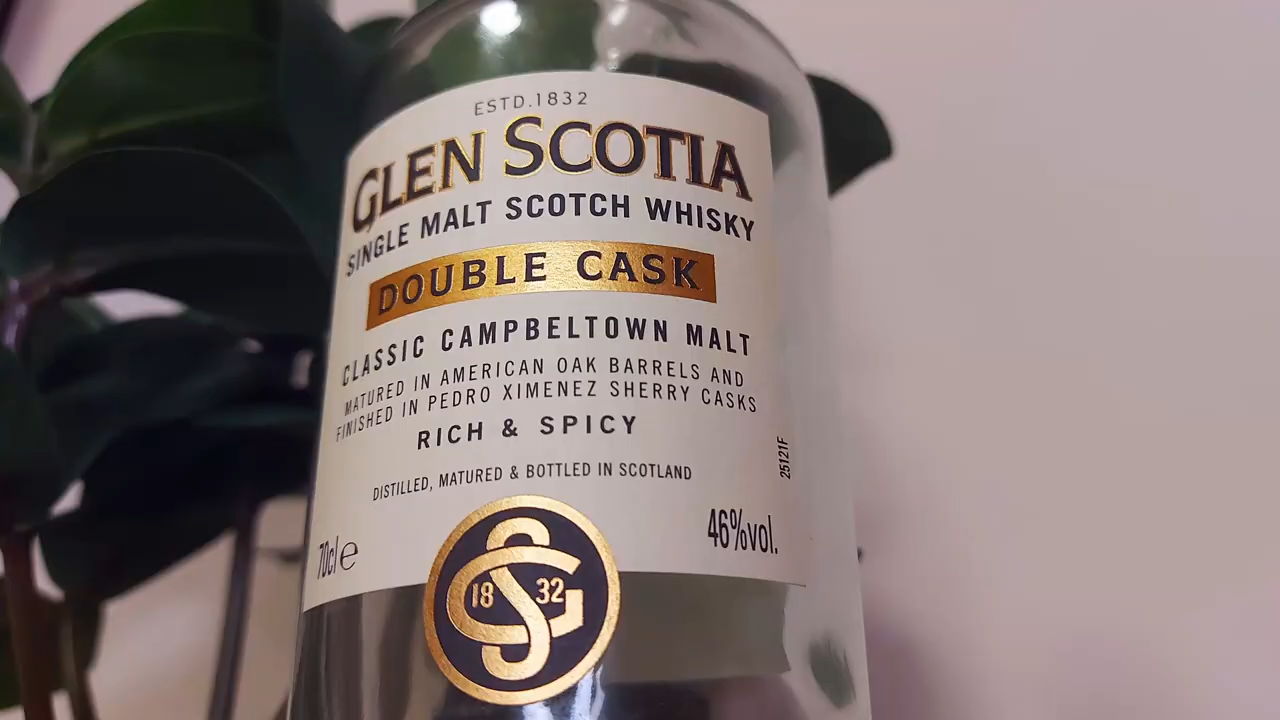 ESTD.1832
GLEN SCOTIA
SINGLE MALT SCOTCH WHISKY
DOUBLE CASK
CLASSIC CAMPBELTOWN MALT
MATURED IN AMERICAN OAK BARRELS AND
FINISHED IN PEDRO XIMENEZ SHERRY CASKS
RICH & SPICY
25121F
DISTILLED, MATURED & BOTTLED IN SCOTLAND
70cl e
46%vol.
GS
18 32